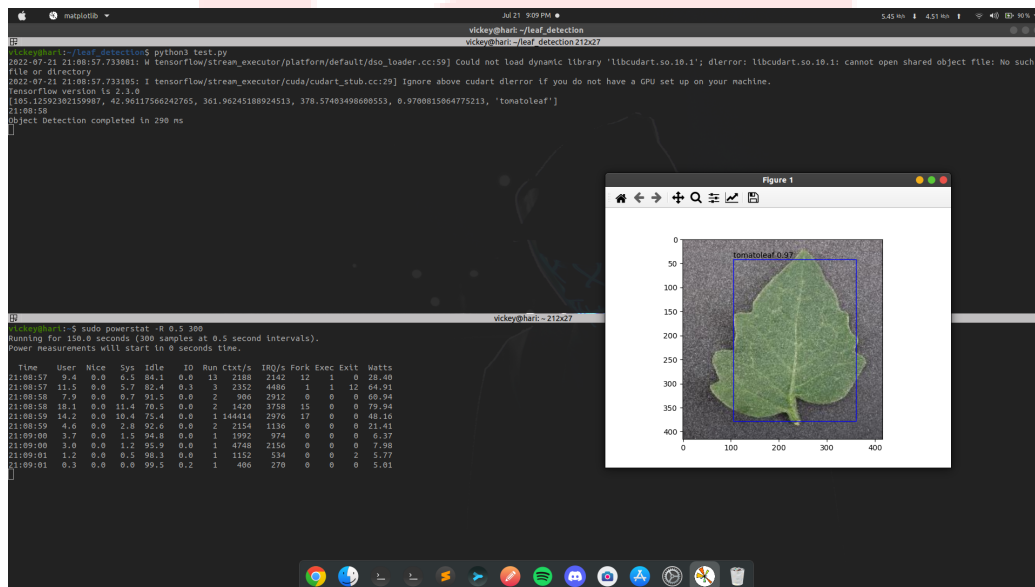 matplotlib
Jul 21 9:09 PM
5.45 4.51 90 %
vickey@hari: ~/leaf_detection
vickey@hari: ~/leaf_detection 212x27
vickey@hari:~/leaf_detection$ python3 test.py
2022-07-21 21:08:57.733081: W tensorflow/stream_executor/platform/default/dso_loader.cc:59] Could not load dynamic library 'libcudart.so.10.1'; dlerror: libcudart.so.10.1: cannot open shared object file: No such
file or directory
2022-07-21 21:08:57.733105: I tensorflow/stream_executor/cuda/cudart_stub.cc:29] Ignore above cudart dlerror if you do not have a GPU set up on your machine.
Tensorflow version is 2.3.0
[105.12592302159987, 42.96117566242765, 361.96245188924513, 378.57403498600553, 0.9700815064775213, 'tomatoleaf']
21:08:58
Object Detection completed in 290 ms
Figure 1
tomatoleaf 0.97
0
50
100
150
200
250
300
350
400
0 100 200 300 400
vickey@hari: ~ 212x27
vickey@hari:~$ sudo powerstat -R 0.5 300
Running for 150.0 seconds (300 samples at 0.5 second intervals).
Power measurements will start in 0 seconds time.
Time User Nice Sys Idle IO Run Ctxt/s IRQ/s Fork Exec Exit Watts
21:08:57 9.4 0.0 6.5 84.1 0.0 13 2188 2142 12 1 0 28.40
21:08:57 11.5 0.0 5.7 82.4 0.3 3 2352 4486 1 1 12 64.91
21:08:58 7.9 0.0 0.7 91.5 0.0 2 906 2912 0 0 0 60.94
21:08:58 18.1 0.0 11.4 70.5 0.0 2 1420 3758 15 0 0 79.94
21:08:59 14.2 0.0 10.4 75.4 0.0 1 144414 2976 17 0 0 48.16
21:08:59 4.6 0.0 2.8 92.6 0.0 2 2154 1136 0 0 0 21.41
21:09:00 3.7 0.0 1.5 94.8 0.0 1 1992 974 0 0 0 6.37
21:09:00 3.0 0.0 1.2 95.9 0.0 1 4748 2156 0 0 0 7.98
21:09:01 1.2 0.0 0.5 98.3 0.0 1 1152 534 0 0 2 5.77
21:09:01 0.3 0.0 0.0 99.5 0.2 1 406 270 0 0 0 5.01